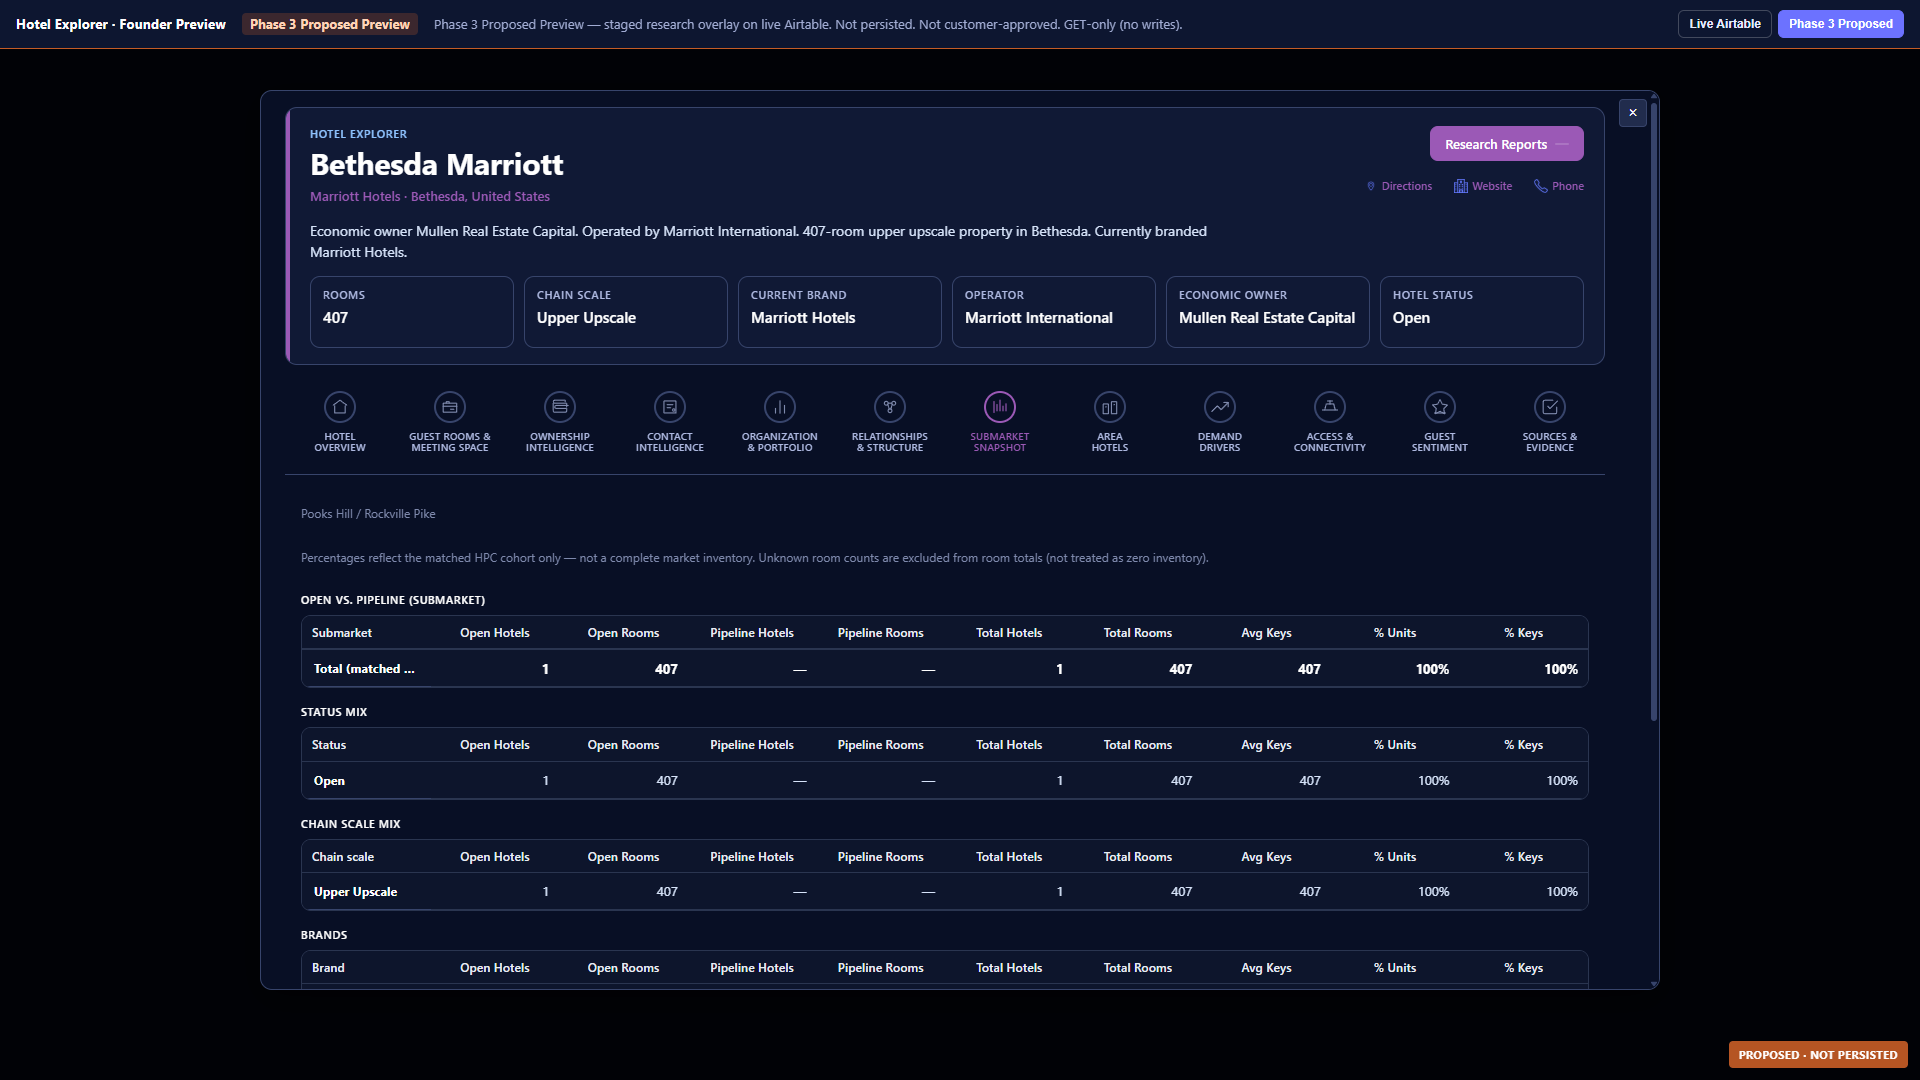 Hotel Explorer · Founder Preview
Phase 3 Proposed Preview
Phase 3 Proposed Preview — staged research overlay on live Airtable. Not persisted. Not customer-approved. GET-only (no writes).
Live Airtable
Phase 3 Proposed
×
HOTEL EXPLORER
Bethesda Marriott
Marriott Hotels · Bethesda, United States
Research Reports —
Directions
Website
Phone
Economic owner Mullen Real Estate Capital. Operated by Marriott International. 407-room upper upscale property in Bethesda. Currently branded
Marriott Hotels.
ROOMS
407
CHAIN SCALE
Upper Upscale
CURRENT BRAND
Marriott Hotels
OPERATOR
Marriott International
ECONOMIC OWNER
Mullen Real Estate Capital
HOTEL STATUS
Open
HOTEL
OVERVIEW
GUEST ROOMS &
MEETING SPACE
OWNERSHIP
INTELLIGENCE
CONTACT
INTELLIGENCE
ORGANIZATION
& PORTFOLIO
RELATIONSHIPS
& STRUCTURE
SUBMARKET
SNAPSHOT
AREA
HOTELS
DEMAND
DRIVERS
ACCESS &
CONNECTIVITY
GUEST
SENTIMENT
SOURCES &
EVIDENCE
Pooks Hill / Rockville Pike
Percentages reflect the matched HPC cohort only — not a complete market inventory. Unknown room counts are excluded from room totals (not treated as zero inventory).
OPEN VS. PIPELINE (SUBMARKET)
Submarket Open Hotels Open Rooms Pipeline Hotels Pipeline Rooms Total Hotels Total Rooms Avg Keys % Units % Keys
Total (matched ... 1 407 — — 1 407 407 100% 100%
STATUS MIX
Status Open Hotels Open Rooms Pipeline Hotels Pipeline Rooms Total Hotels Total Rooms Avg Keys % Units % Keys
Open 1 407 — — 1 407 407 100% 100%
CHAIN SCALE MIX
Chain scale Open Hotels Open Rooms Pipeline Hotels Pipeline Rooms Total Hotels Total Rooms Avg Keys % Units % Keys
Upper Upscale 1 407 — — 1 407 407 100% 100%
BRANDS
Brand Open Hotels Open Rooms Pipeline Hotels Pipeline Rooms Total Hotels Total Rooms Avg Keys % Units % Keys
PROPOSED · NOT PERSISTED